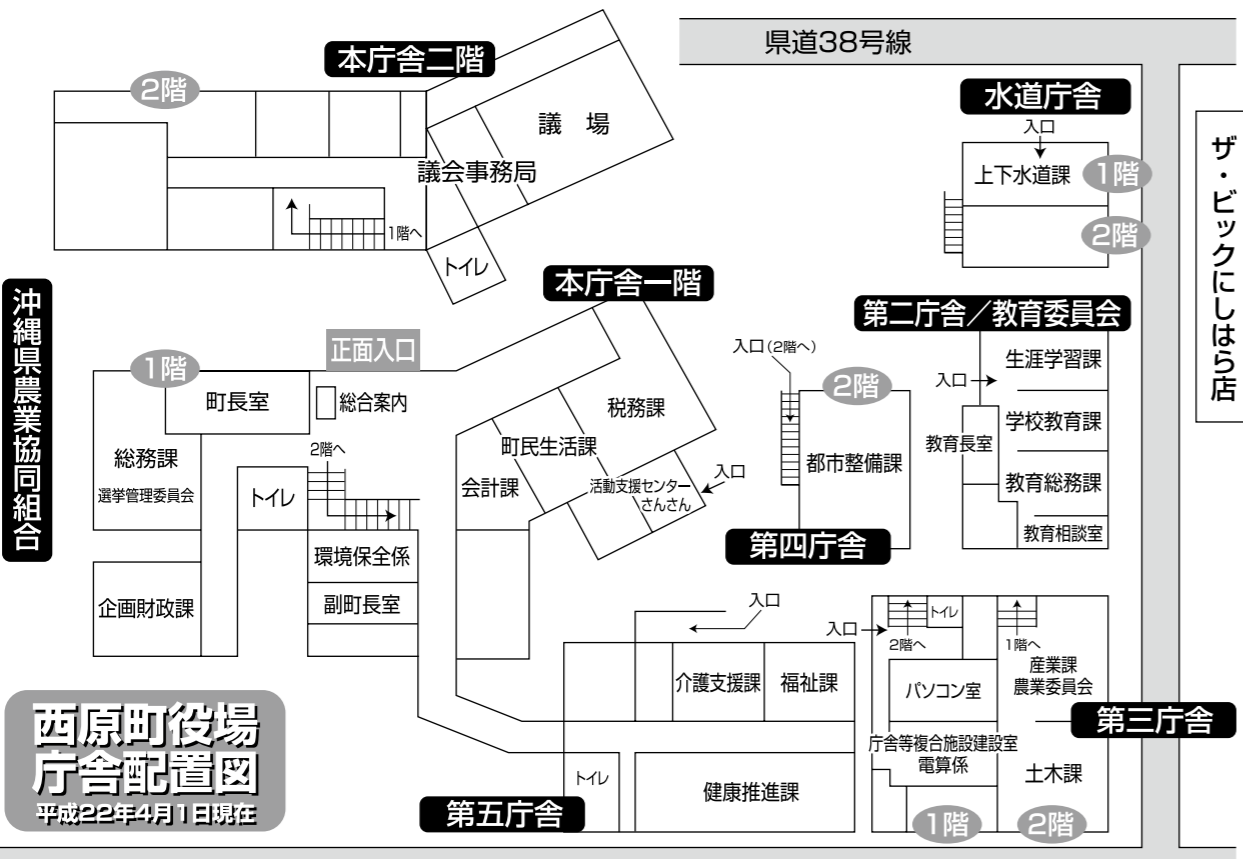 県道38号線
本庁舎二階
2階
議　場
議会事務局
1階へ
トイレ
水道庁舎
入口
上下水道課
1階
2階
ザ・ビックにしはら店
沖縄県農業協同組合
本庁舎一階
正面入口
1階
町長室
総合案内
総務課
選挙管理委員会
2階へ
トイレ
税務課
町民生活課
会計課
活動支援センター
さんさん
入口
環境保全係
副町長室
企画財政課
入口(2階へ)
2階
都市整備課
第四庁舎
第二庁舎／教育委員会
生涯学習課
入口
学校教育課
教育長室
教育総務課
教育相談室
入口
介護支援課
福祉課
トイレ
健康推進課
第五庁舎
入口
トイレ
2階へ
1階へ
産業課
農業委員会
パソコン室
第三庁舎
庁舎等複合施設建設室
電算係
土木課
1階
2階
西原町役場
庁舎配置図
平成22年4月1日現在